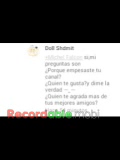 Doll Shdmit
si,mi
preguntas son
¿Porque empesaste tu
canal?
¿Quien te gusta?y dime la
verdad -_-
¿Quien te agrada mas de
tus mejores amigos?
Recordable